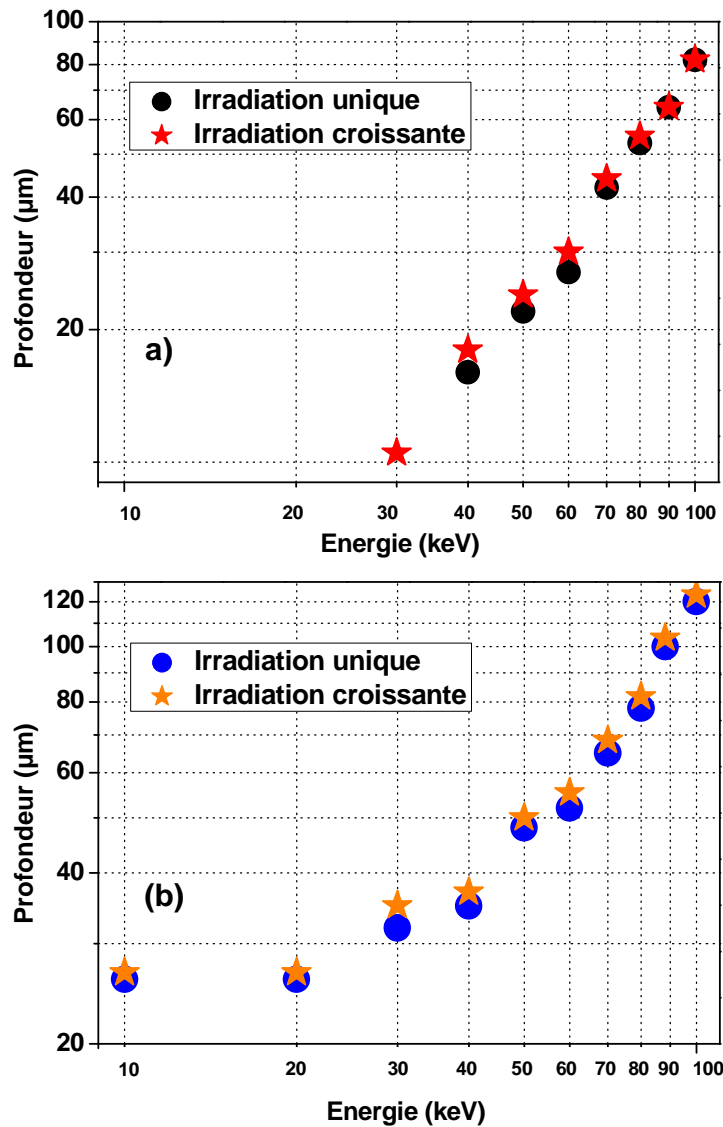 100
80
60
40
20
Profondeur (µm)
Irradiation unique
Irradiation croissante
a)
10 20 30 40 50 60 70 80 90 100
Energie (keV)
120
100
80
60
40
20
Profondeur (µm)
Irradiation unique
Irradiation croissante
(b)
10 20 30 40 50 60 70 80 90 100
Energie (keV)